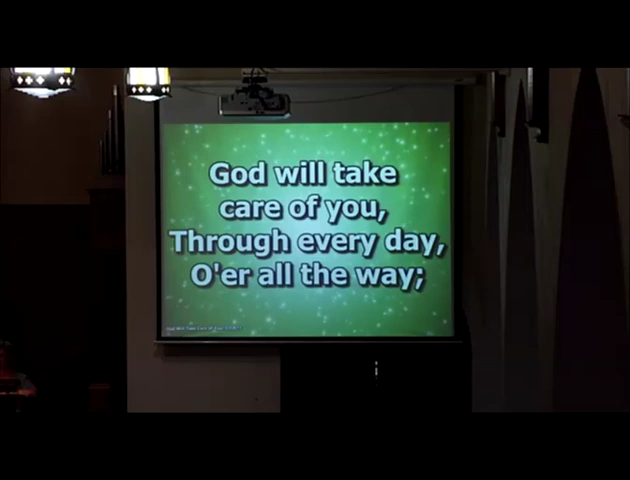 God will take
care of you,
Through every day,
O'er all the way;